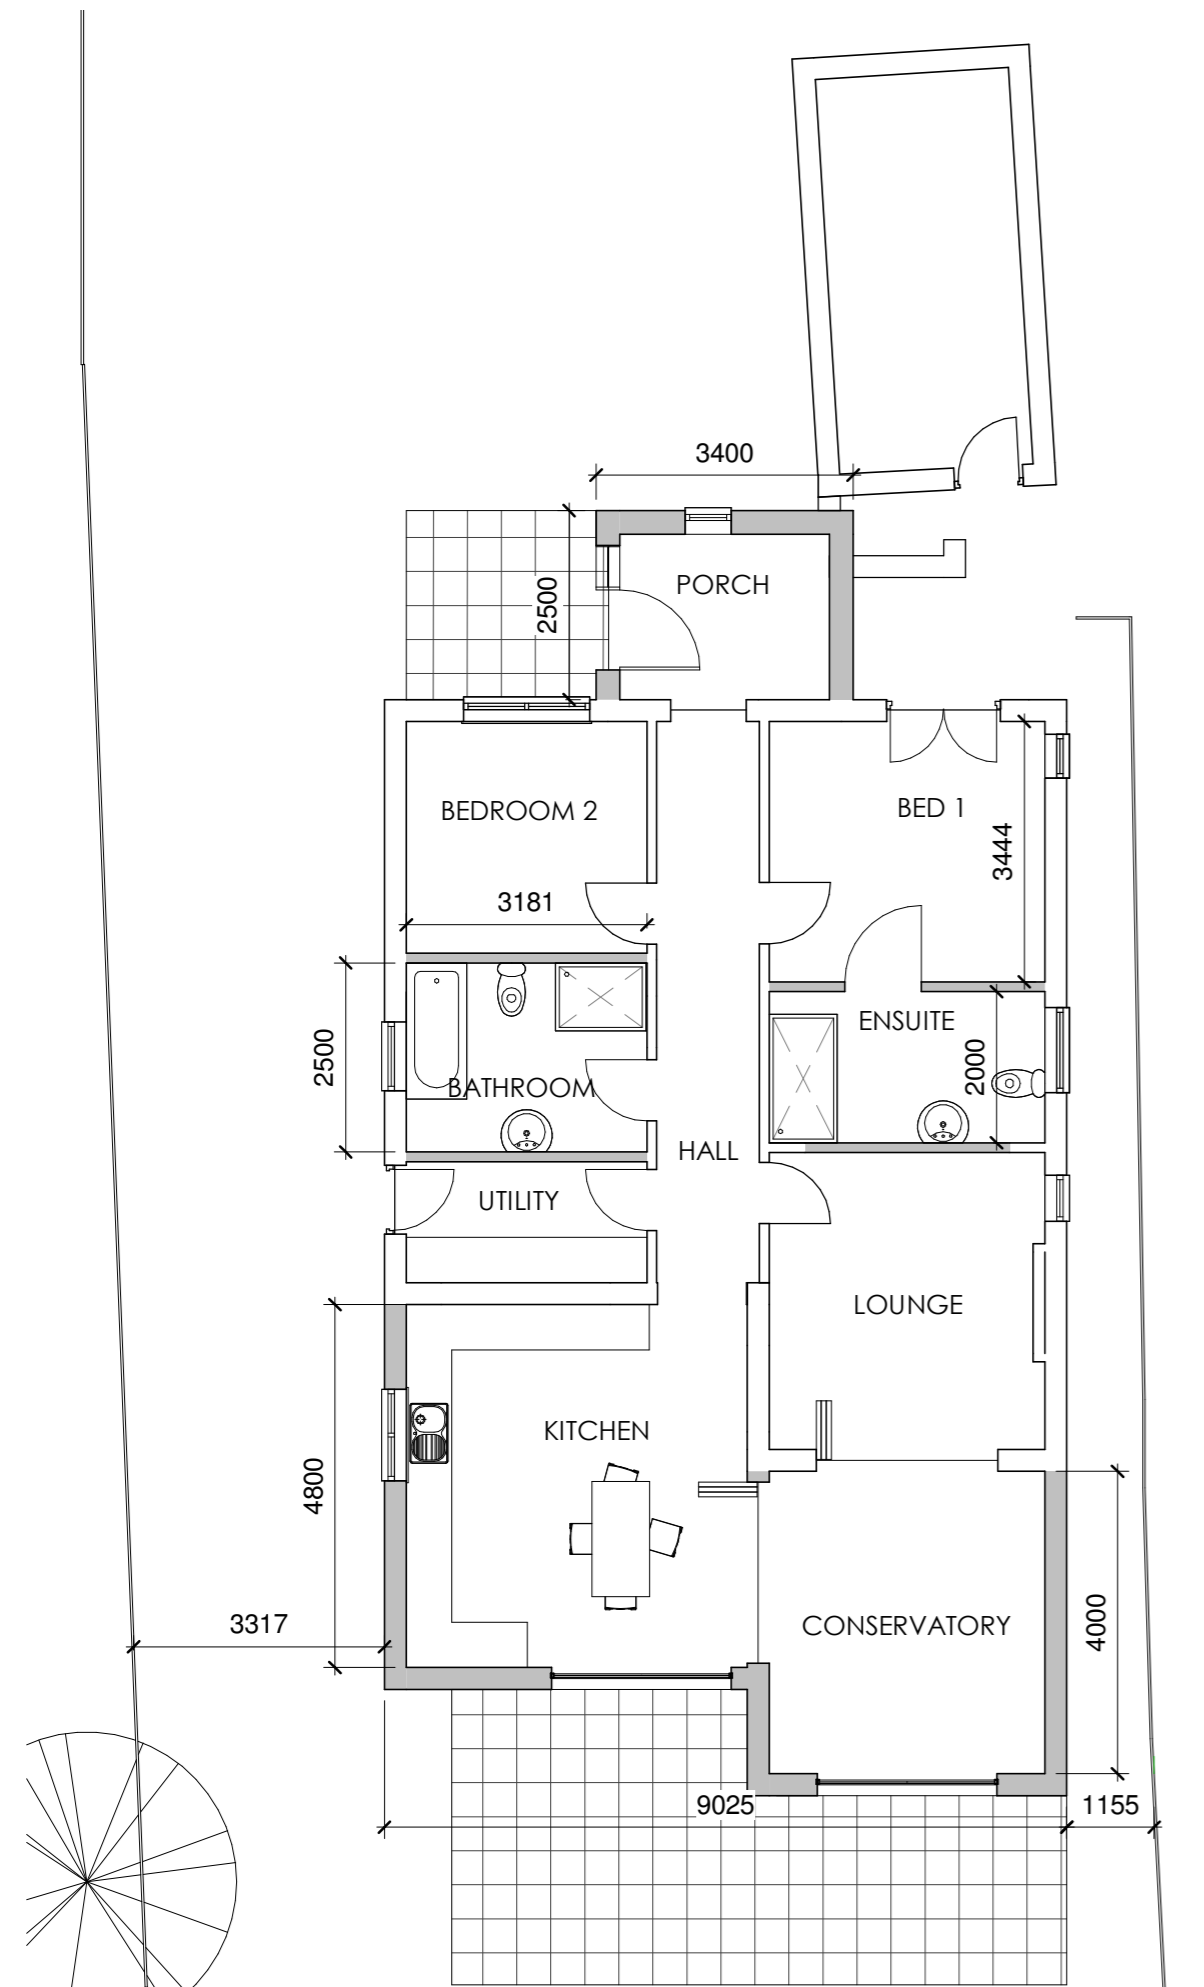 3400
PORCH
2500
BEDROOM 2
BED 1
3444
3181
ENSUITE
2500
2000
BATHROOM
HALL
UTILITY
LOUNGE
KITCHEN
4800
3317
CONSERVATORY
4000
9025
1155